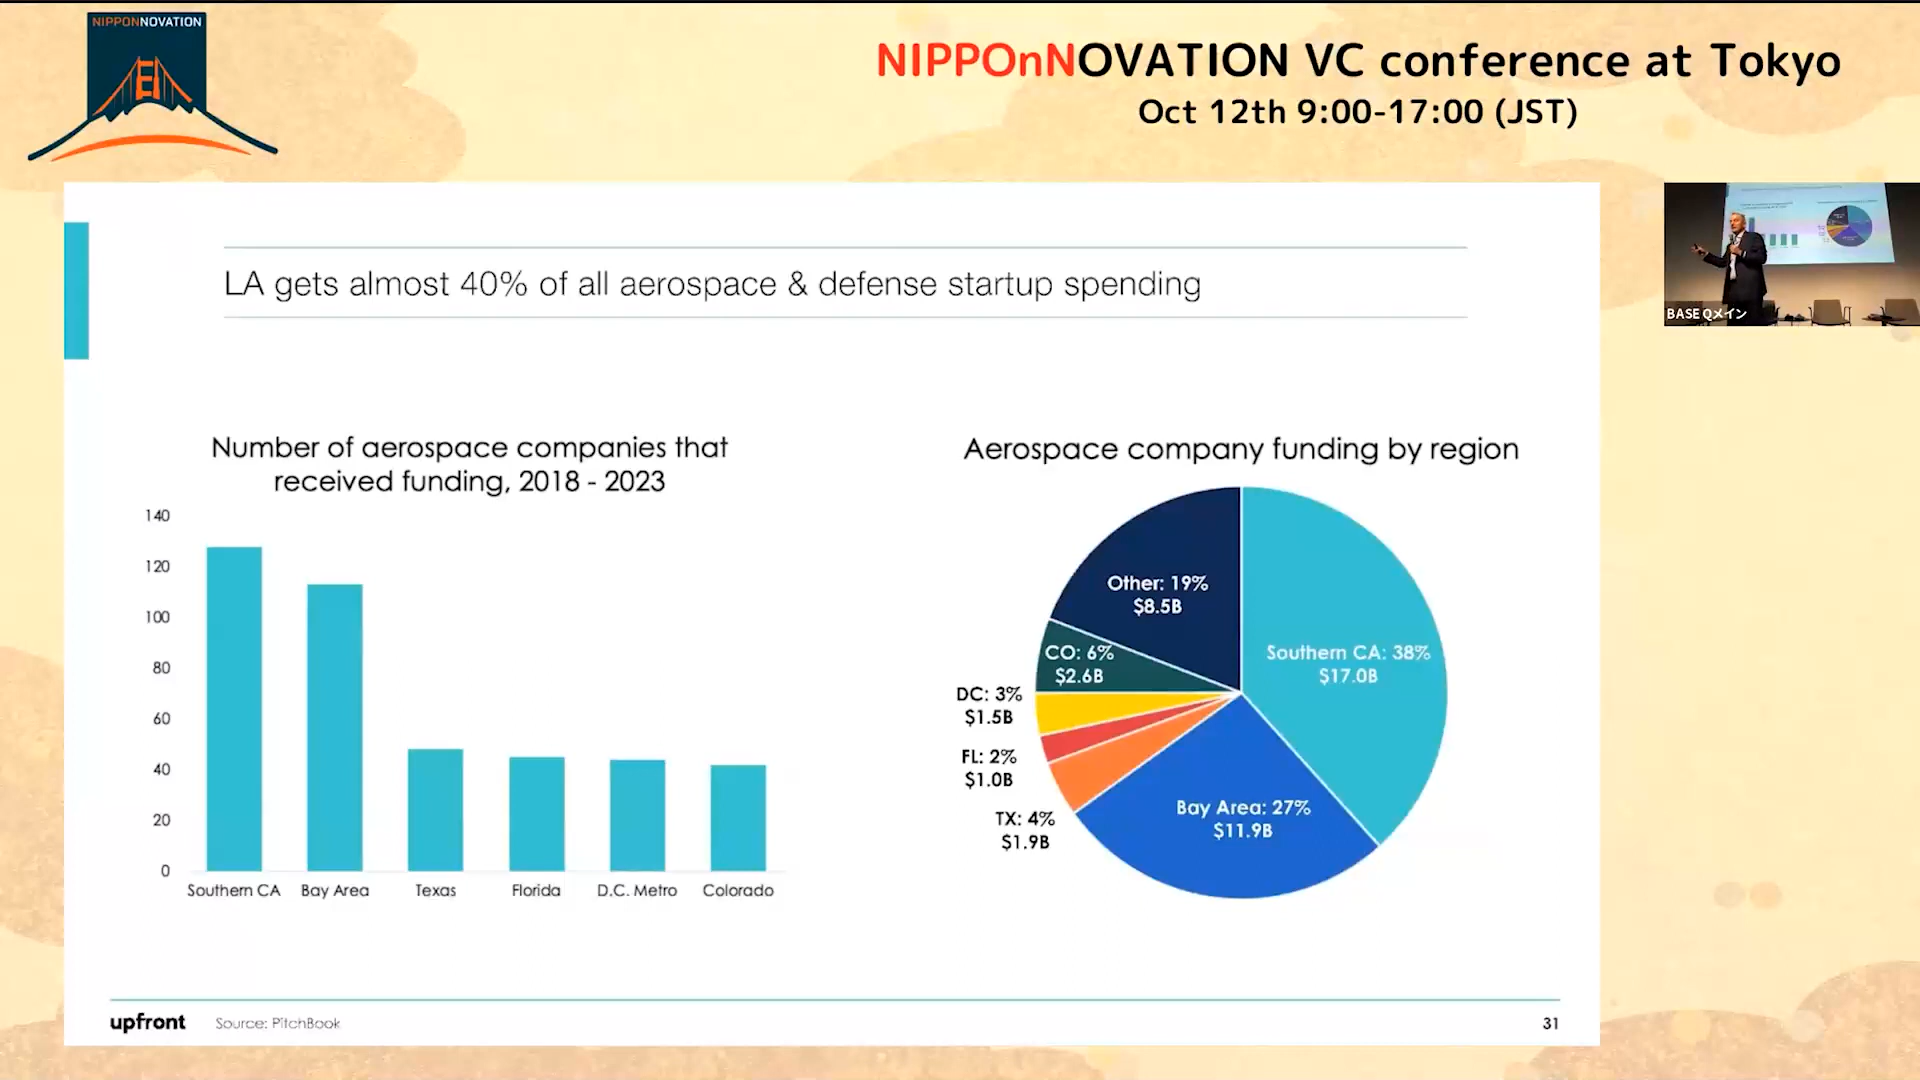 NIPPONNOVATION
NIPPOnNOVATION VC conference at Tokyo
Oct 12th 9:00-17:00 (JST)
BASE Qメイン
LA gets almost 40% of all aerospace & defense startup spending
Number of aerospace companies that
received funding, 2018 - 2023
140
120
100
80
60
40
20
0
Southern CA
Bay Area
Texas
Florida
D.C. Metro
Colorado
Aerospace company funding by region
Other: 19%
$8.5B
CO: 6%
$2.6B
DC: 3%
$1.5B
FL: 2%
$1.0B
TX: 4%
$1.9B
Southern CA: 38%
$17.0B
Bay Area: 27%
$11.9B
upfront
Source: PitchBook
31